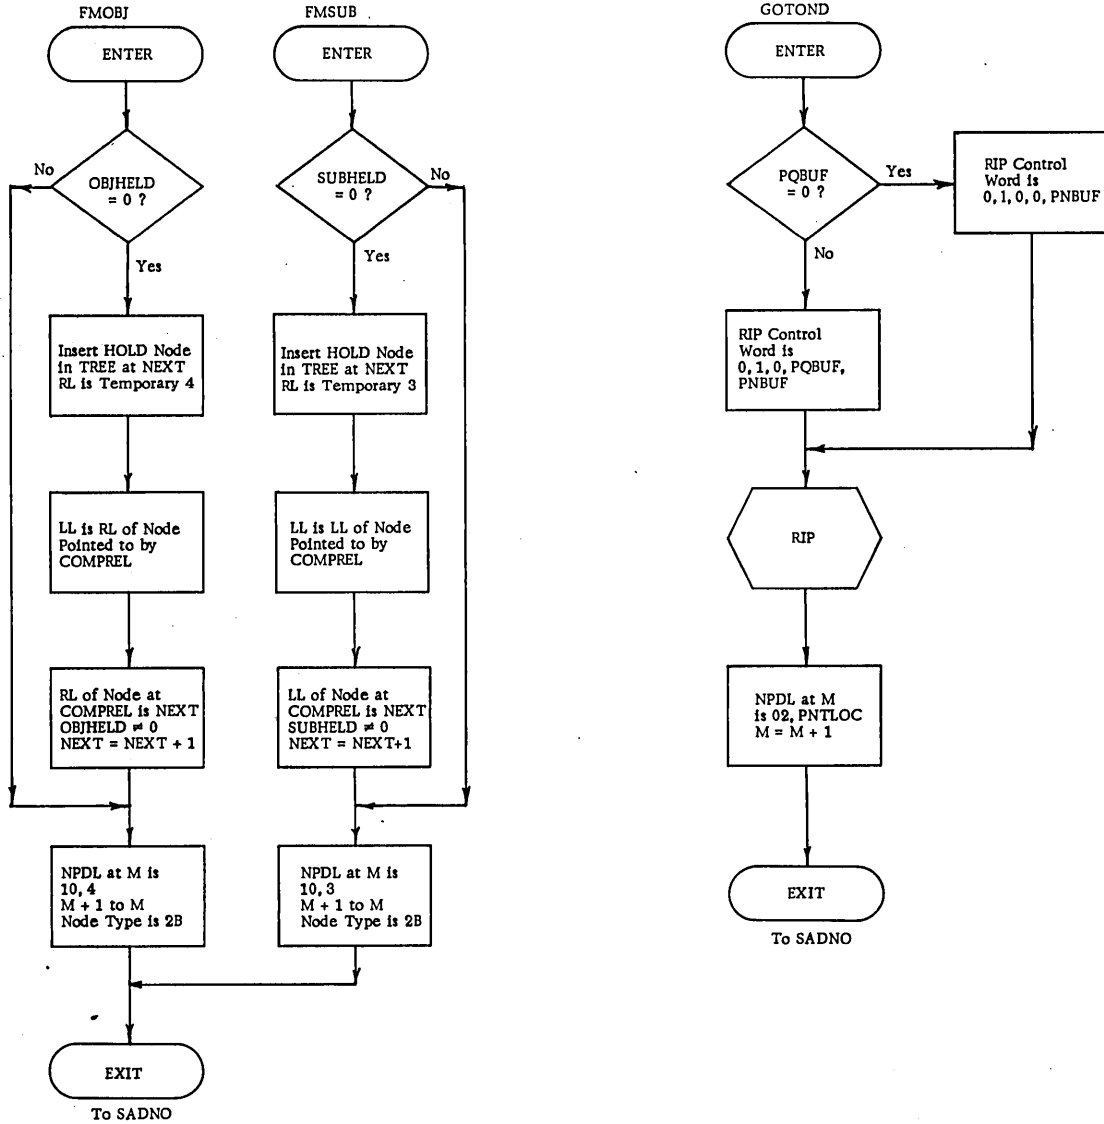 FMOBJ
ENTER
No
OBJHELD
= 0 ?
Yes
Insert HOLD Node
in TREE at NEXT
RL is Temporary 4
LL is RL of Node
Pointed to by
COMPREL
RL of Node at
COMPREL is NEXT
OBJHELD ≠ 0
NEXT = NEXT + 1
NPDL at M is
10, 4
M + 1 to M
Node Type is 2B
EXIT
To SADNO
FMSUB
ENTER
SUBHELD
= 0 ?
No
Yes
Insert HOLD Node
in TREE at NEXT
RL is Temporary 3
LL is LL of Node
Pointed to by
COMPREL
LL of Node at
COMPREL is NEXT
SUBHELD ≠ 0
NEXT = NEXT+1
NPDL at M is
10, 3
M + 1 to M
Node Type is 2B
GOTOND
ENTER
PQBUF
= 0 ?
Yes
RIP Control
Word is
0, 1, 0, 0, PNBUF
No
RIP Control
Word is
0, 1, 0, PQBUF,
PNBUF
RIP
NPDL at M
is 02, PNTLOC
M = M + 1
EXIT
To SADNO